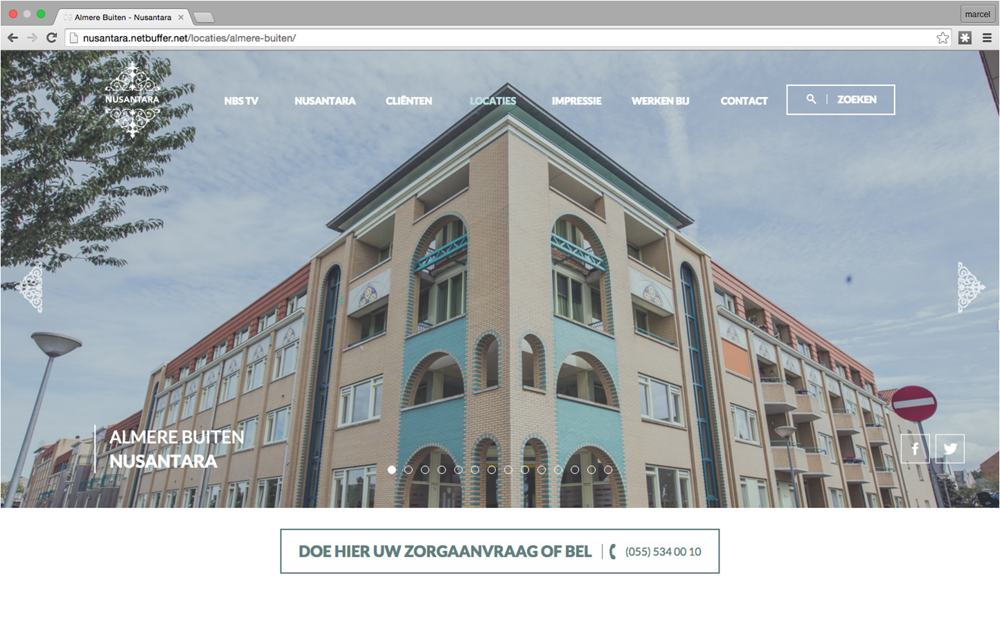 Almere Buiten - Nusantara
marcel
nusantara.netbuffer.net/locaties/almere-buiten/
NUSANTARA
NBS TV
NUSANTARA
CLIËNTEN
LOCATIES
IMPRESSIE
WERKEN BIJ
CONTACT
ZOEKEN
ALMERE BUITEN
NUSANTARA
DOE HIER UW ZORGAANVRAAG OF BEL (055) 534 00 10